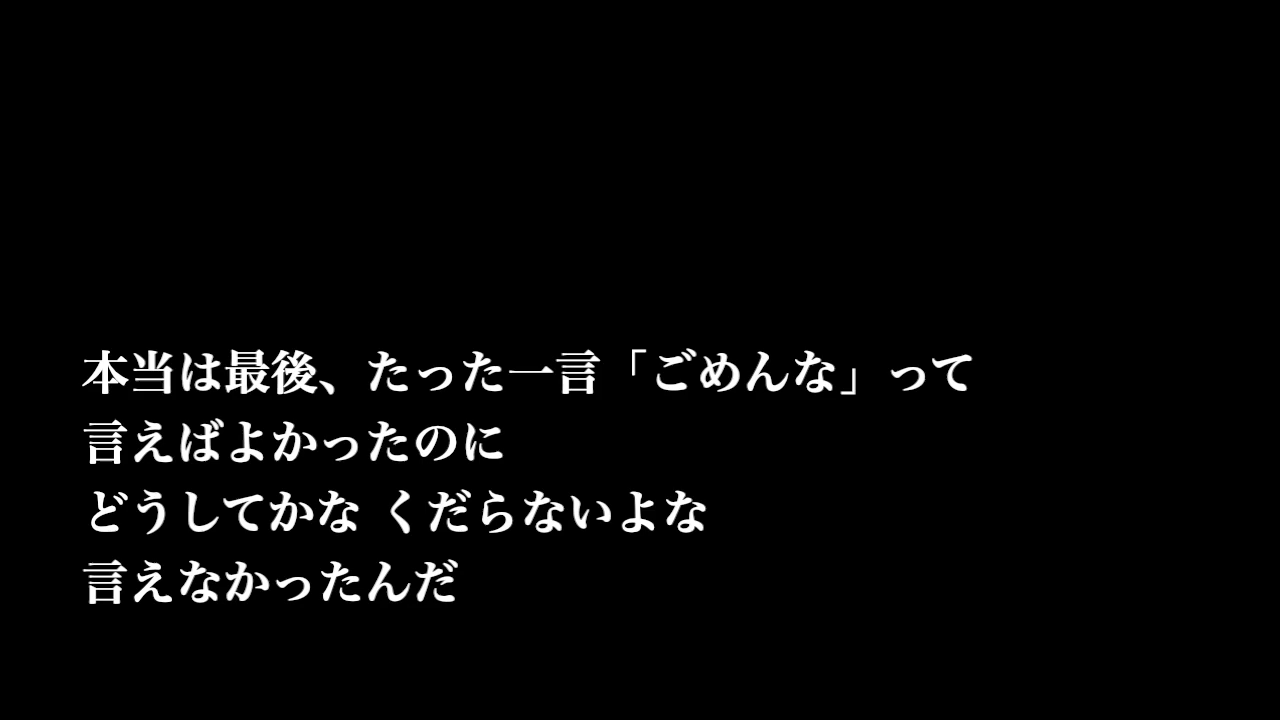 本当は最後、たった一言「ごめんな」って
言えばよかったのに
どうしてかな くだらないよな
言えなかったんだ